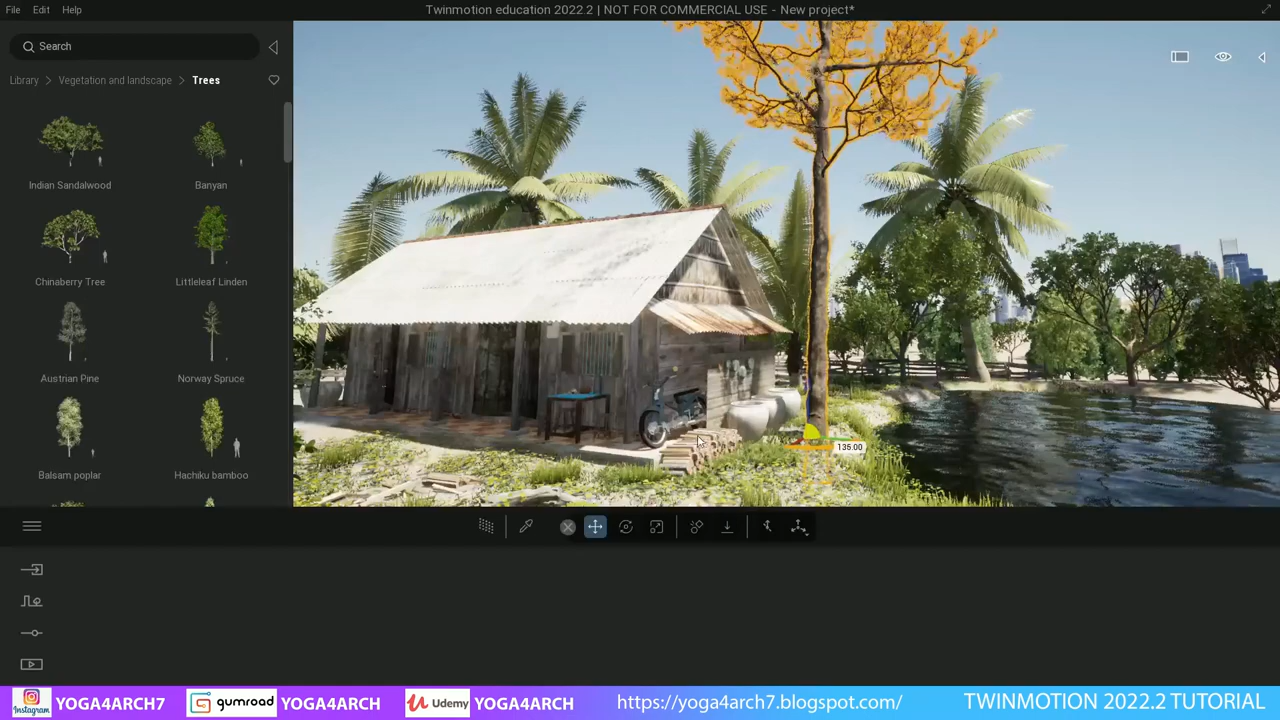 File Edit Help
Twinmotion education 2022.2 | NOT FOR COMMERCIAL USE - New project*
Search
Library > Vegetation and landscape > Trees
Indian Sandalwood
Banyan
Chinaberry Tree
Littleleaf Linden
Austrian Pine
Norway Spruce
Balsam poplar
Hachiku bamboo
135.00
Instagram YOGA4ARCH7 gumroad YOGA4ARCH Udemy YOGA4ARCH https://yoga4arch7.blogspot.com/ TWINMOTION 2022.2 TUTORIAL